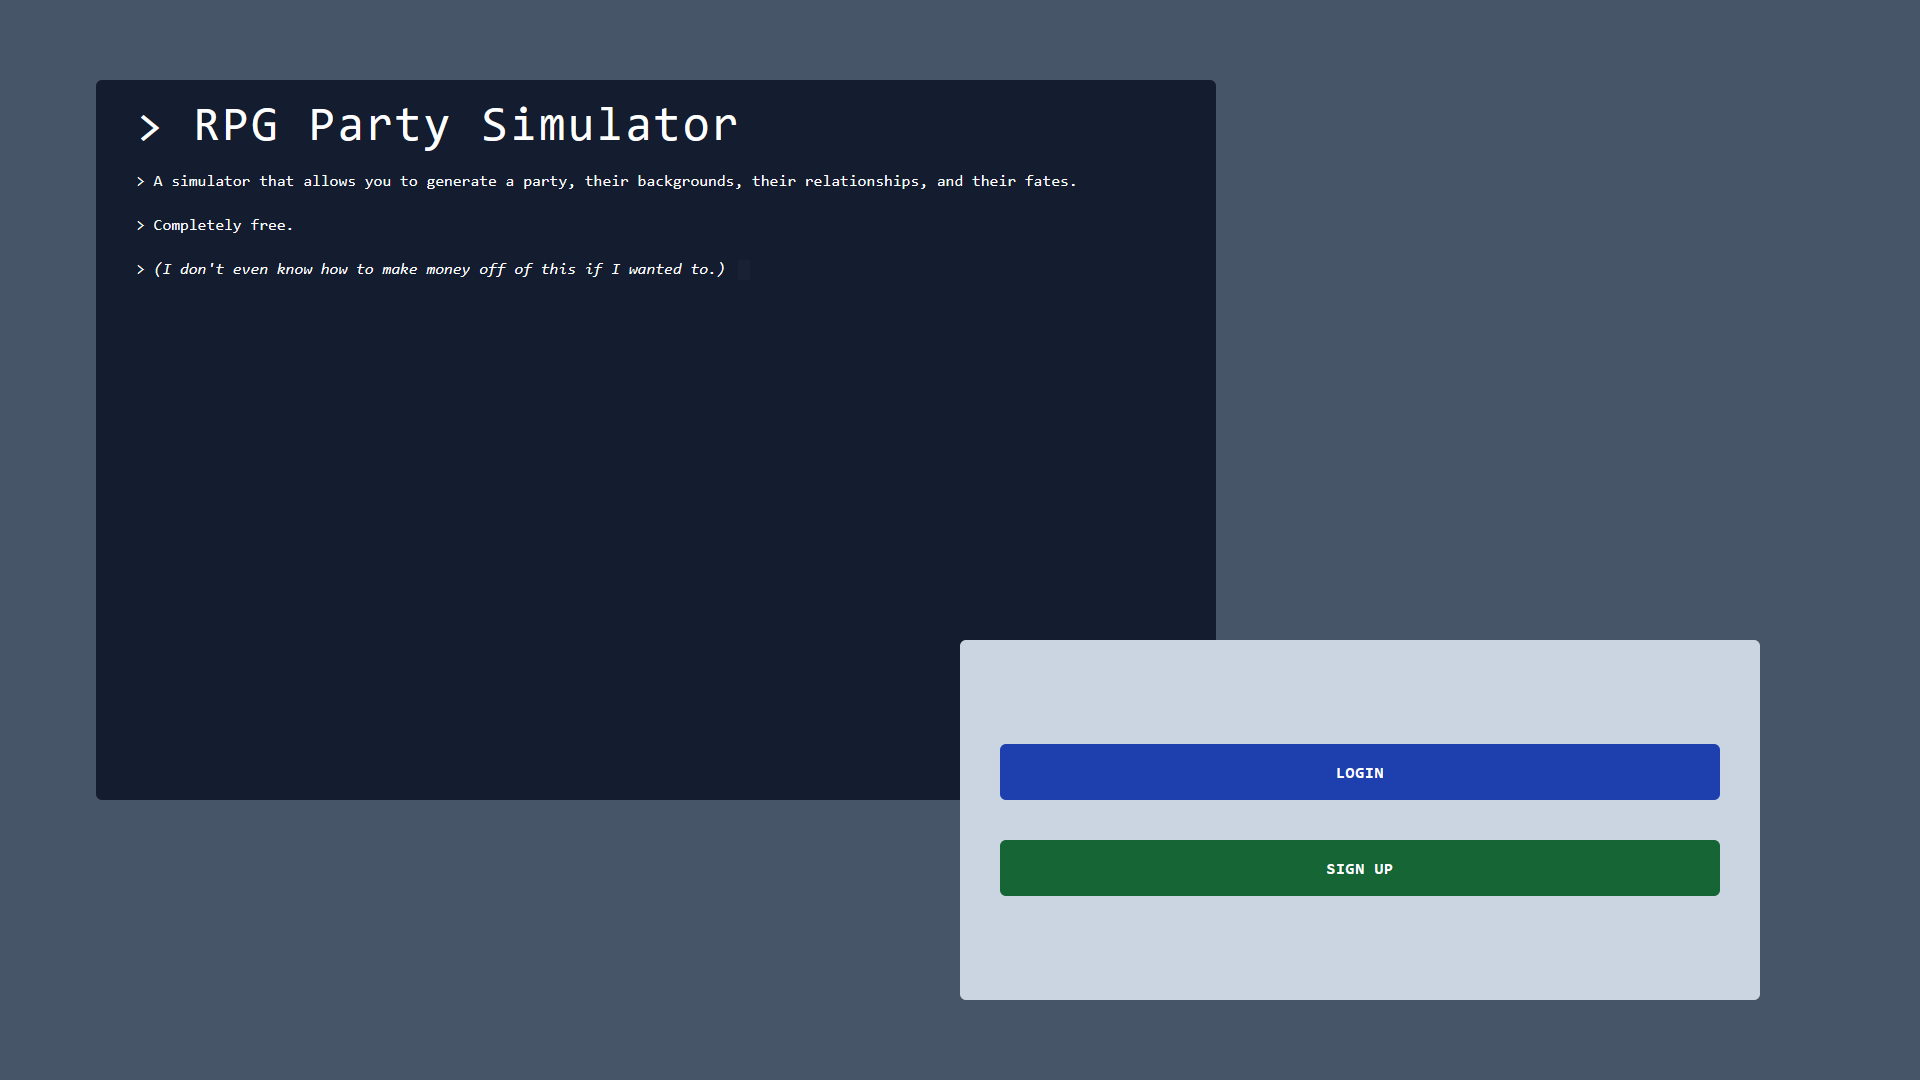 > RPG Party Simulator
> A simulator that allows you to generate a party, their backgrounds, their relationships, and their fates.
> Completely free.
> (I don't even know how to make money off of this if I wanted to.)
LOGIN
SIGN UP